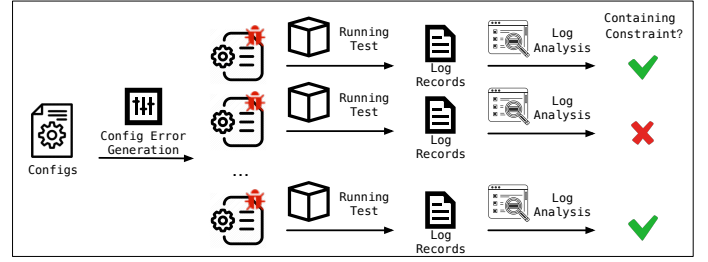 Containing
Constraint?
Running
Test
Log
Analysis
Log
Records
Running
Test
Log
Analysis
Config Error
Generation
Configs
Log
Records
...
Running
Test
Log
Analysis
Log
Records